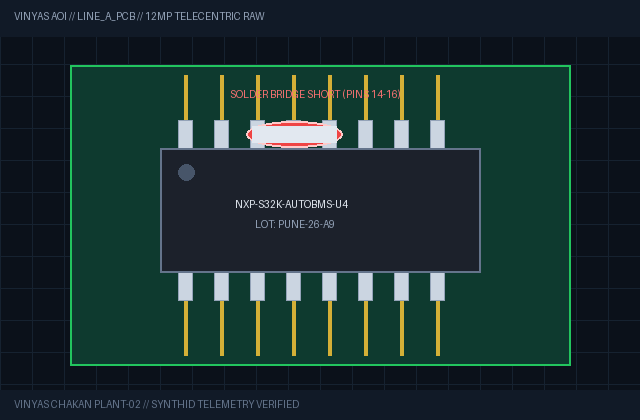 VINYAS AOI // LINE_A_PCB // 12MP TELECENTRIC RAW
SOLDER BRIDGE SHORT (PINS 14-16)
NXP-S32K-AUTOBMS-U4
LOT: PUNE-26-A9
VINYAS CHAKAN PLANT-02 // SYNTHID TELEMETRY VERIFIED